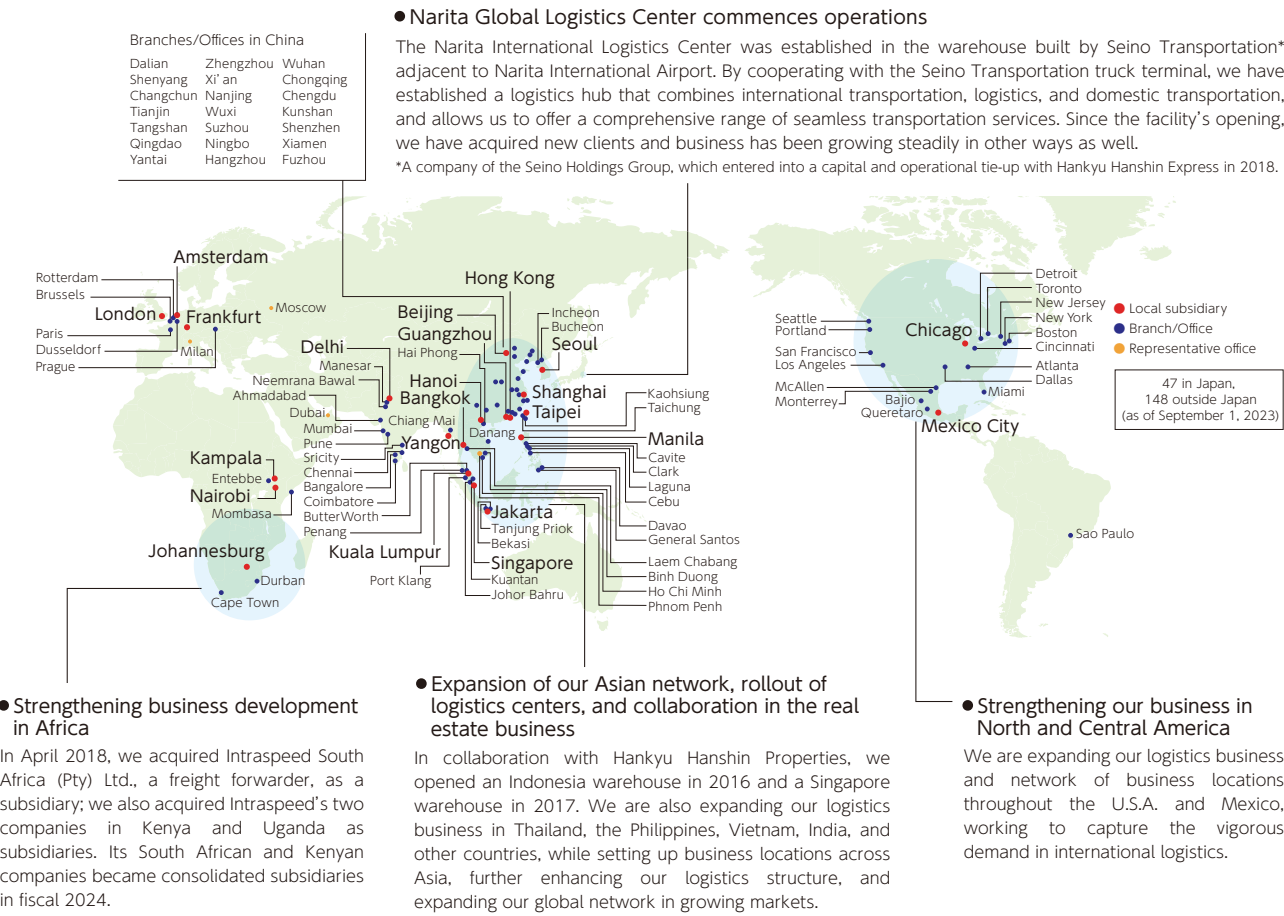 ● Narita Global Logistics Center commences operations
The Narita International Logistics Center was established in the warehouse built by Seino Transportation*
adjacent to Narita International Airport. By cooperating with the Seino Transportation truck terminal, we have
established a logistics hub that combines international transportation, logistics, and domestic transportation,
and allows us to offer a comprehensive range of seamless transportation services. Since the facility's opening,
we have acquired new clients and business has been growing steadily in other ways as well.
*A company of the Seino Holdings Group, which entered into a capital and operational tie-up with Hankyu Hanshin Express in 2018.
Branches/Offices in China
Dalian Zhengzhou Wuhan
Shenyang Xi' an Chongqing
Changchun Nanjing Chengdu
Tianjin Wuxi Kunshan
Tangshan Suzhou Shenzhen
Qingdao Ningbo Xiamen
Yantai Hangzhou Fuzhou
Amsterdam
Rotterdam
Brussels
London
Frankfurt
Moscow
Paris
Dusseldorf
Milan
Prague
Delhi
Manesar
Neemrana Bawal
Ahmadabad
Dubai
Mumbai
Pune
Sricity
Chennai
Bangalore
Coimbatore
ButterWorth
Penang
Kampala
Entebbe
Nairobi
Mombasa
Johannesburg
Durban
Cape Town
Hong Kong
Beijing
Guangzhou
Hai Phong
Hanoi
Bangkok
Chiang Mai
Danang
Yangon
Incheon
Bucheon
Seoul
Shanghai
Taipei
Kaohsiung
Taichung
Manila
Cavite
Clark
Laguna
Cebu
Davao
General Santos
Laem Chabang
Binh Duong
Ho Chi Minh
Phnom Penh
Jakarta
Tanjung Priok
Bekasi
Kuala Lumpur
Port Klang
Singapore
Kuantan
Johor Bahru
Seattle
Portland
San Francisco
Los Angeles
McAllen
Monterrey
Bajio
Queretaro
Mexico City
Chicago
Detroit
Toronto
New Jersey
New York
Boston
Cincinnati
Atlanta
Dallas
Miami
Sao Paulo
● Local subsidiary
● Branch/Office
● Representative office
47 in Japan,
148 outside Japan
(as of September 1, 2023)
● Strengthening business development
in Africa
In April 2018, we acquired Intraspeed South
Africa (Pty) Ltd., a freight forwarder, as a
subsidiary; we also acquired Intraspeed's two
companies in Kenya and Uganda as
subsidiaries. Its South African and Kenyan
companies became consolidated subsidiaries
in fiscal 2024.
● Expansion of our Asian network, rollout of
logistics centers, and collaboration in the real
estate business
In collaboration with Hankyu Hanshin Properties, we
opened an Indonesia warehouse in 2016 and a Singapore
warehouse in 2017. We are also expanding our logistics
business in Thailand, the Philippines, Vietnam, India, and
other countries, while setting up business locations across
Asia, further enhancing our logistics structure, and
expanding our global network in growing markets.
● Strengthening our business in
North and Central America
We are expanding our logistics business
and network of business locations
throughout the U.S.A. and Mexico,
working to capture the vigorous
demand in international logistics.